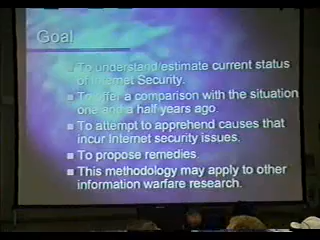 Goal
To understand/estimate current status
of Internet Security.
To offer a comparison with the situation
one and a half years ago.
To attempt to apprehend causes that
incur Internet security issues.
To propose remedies.
This methodology may apply to other
information warfare research.